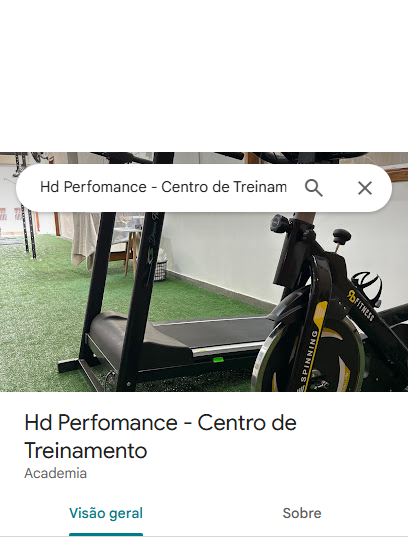 Hd Perfomance - Centro de Treinam
FITNESS
SPINNING
Hd Perfomance - Centro de
Treinamento
Academia
Visão geral
Sobre